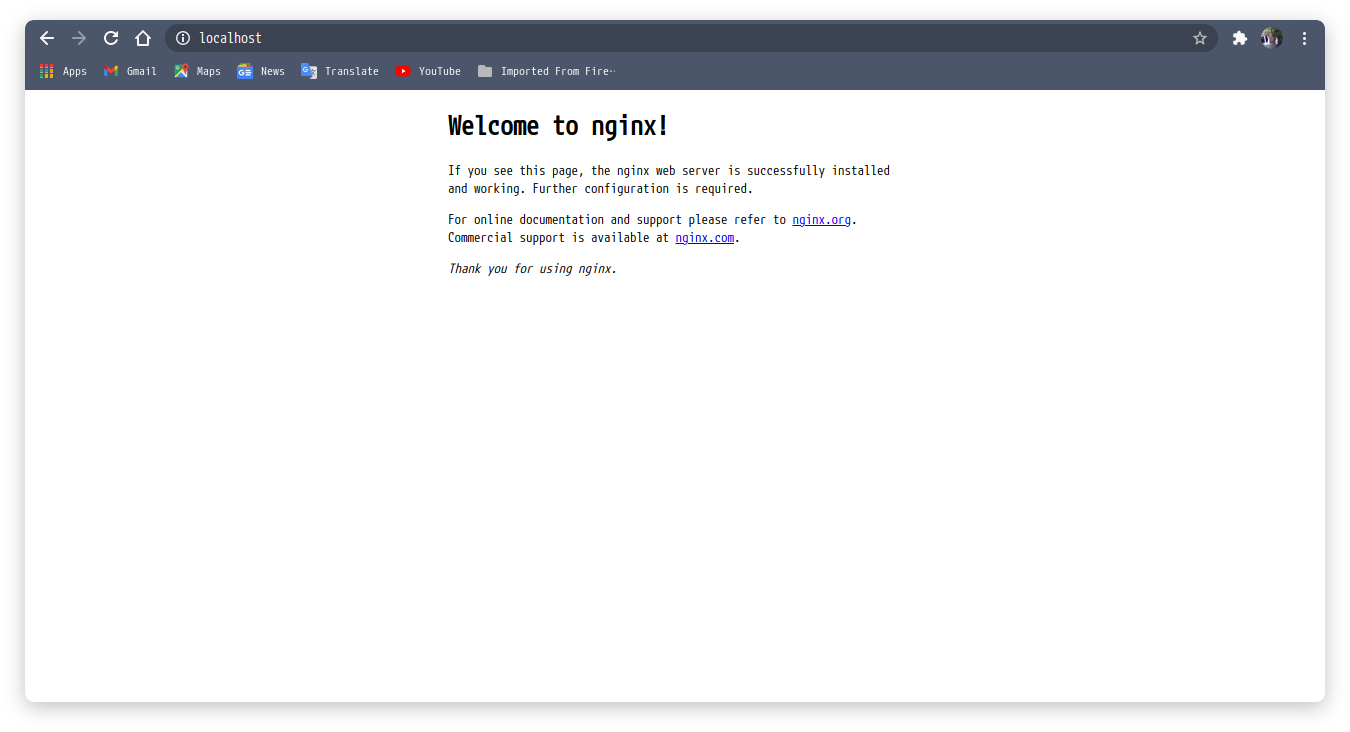 localhost
Apps Gmail Maps News Translate YouTube Imported From Fire··
Welcome to nginx!
If you see this page, the nginx web server is successfully installed
and working. Further configuration is required.
For online documentation and support please refer to nginx.org.
Commercial support is available at nginx.com.
Thank you for using nginx.